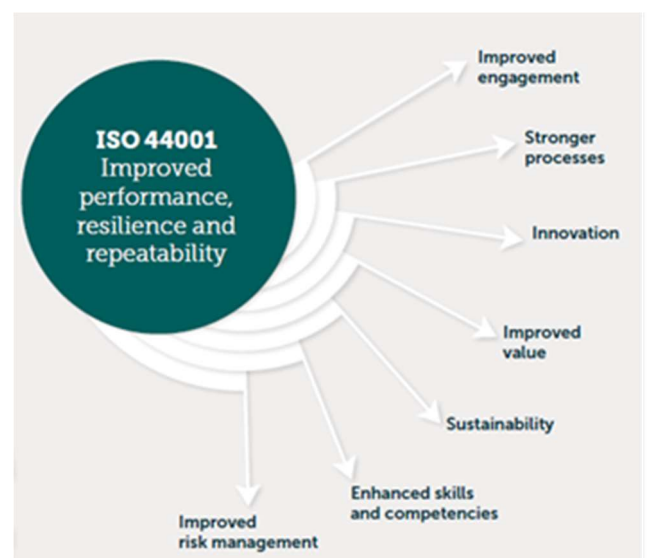 ISO 44001
Improved
performance,
resilience and
repeatability
Improved
engagement
Stronger
processes
Innovation
Improved
value
Sustainability
Enhanced skills
and competencies
Improved
risk management